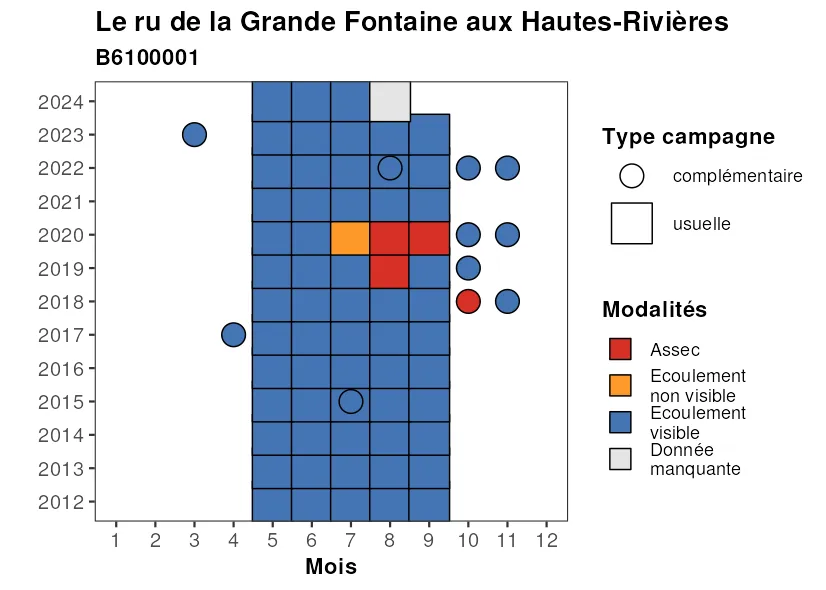 Le ru de la Grande Fontaine aux Hautes-Rivières
B6100001
2024
2023
2022
2021
2020
2019
2018
2017
2016
2015
2014
2013
2012
1 2 3 4 5 6 7 8 9 10 11 12
Mois
Type campagne
complémentaire
usuelle
Modalités
Assec
Ecoulement
non visible
Ecoulement
visible
Donnée
manquante